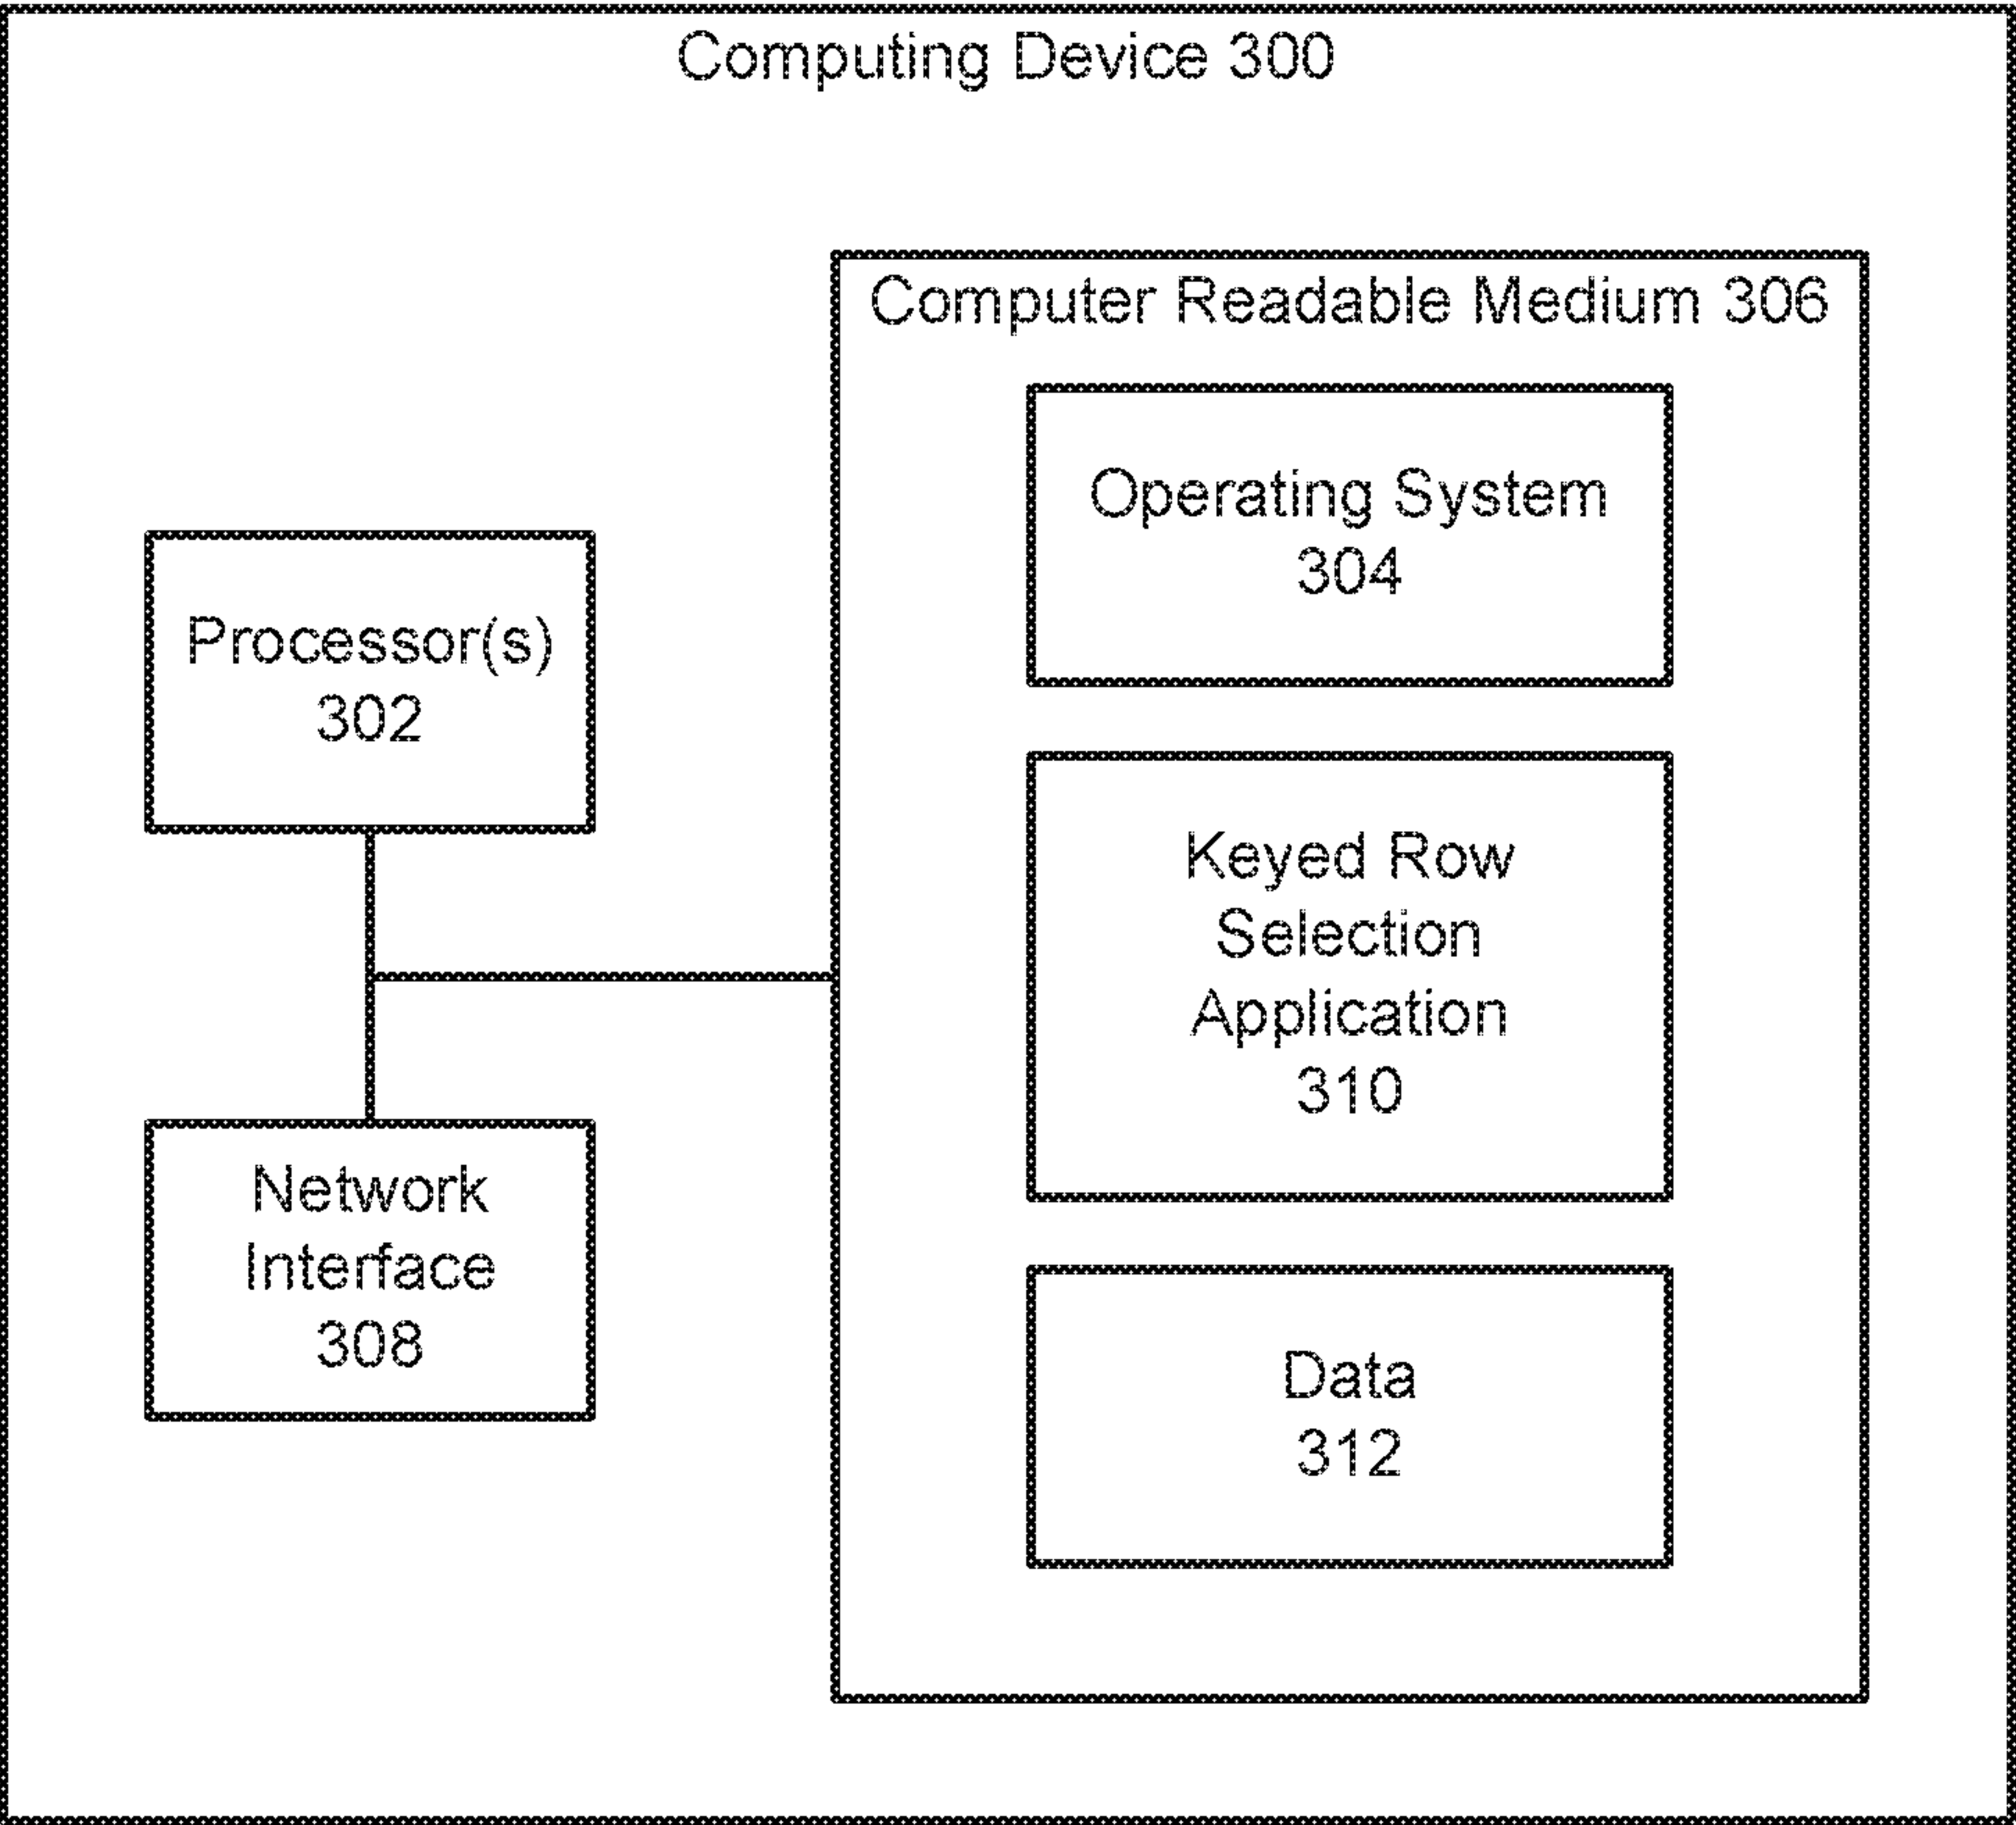 Computing Device 300
Computer Readable Medium 306
Operating System
304
Processor(s)
302
Keyed Row
Selection
Application
310
Network
Interface
308
Data
312